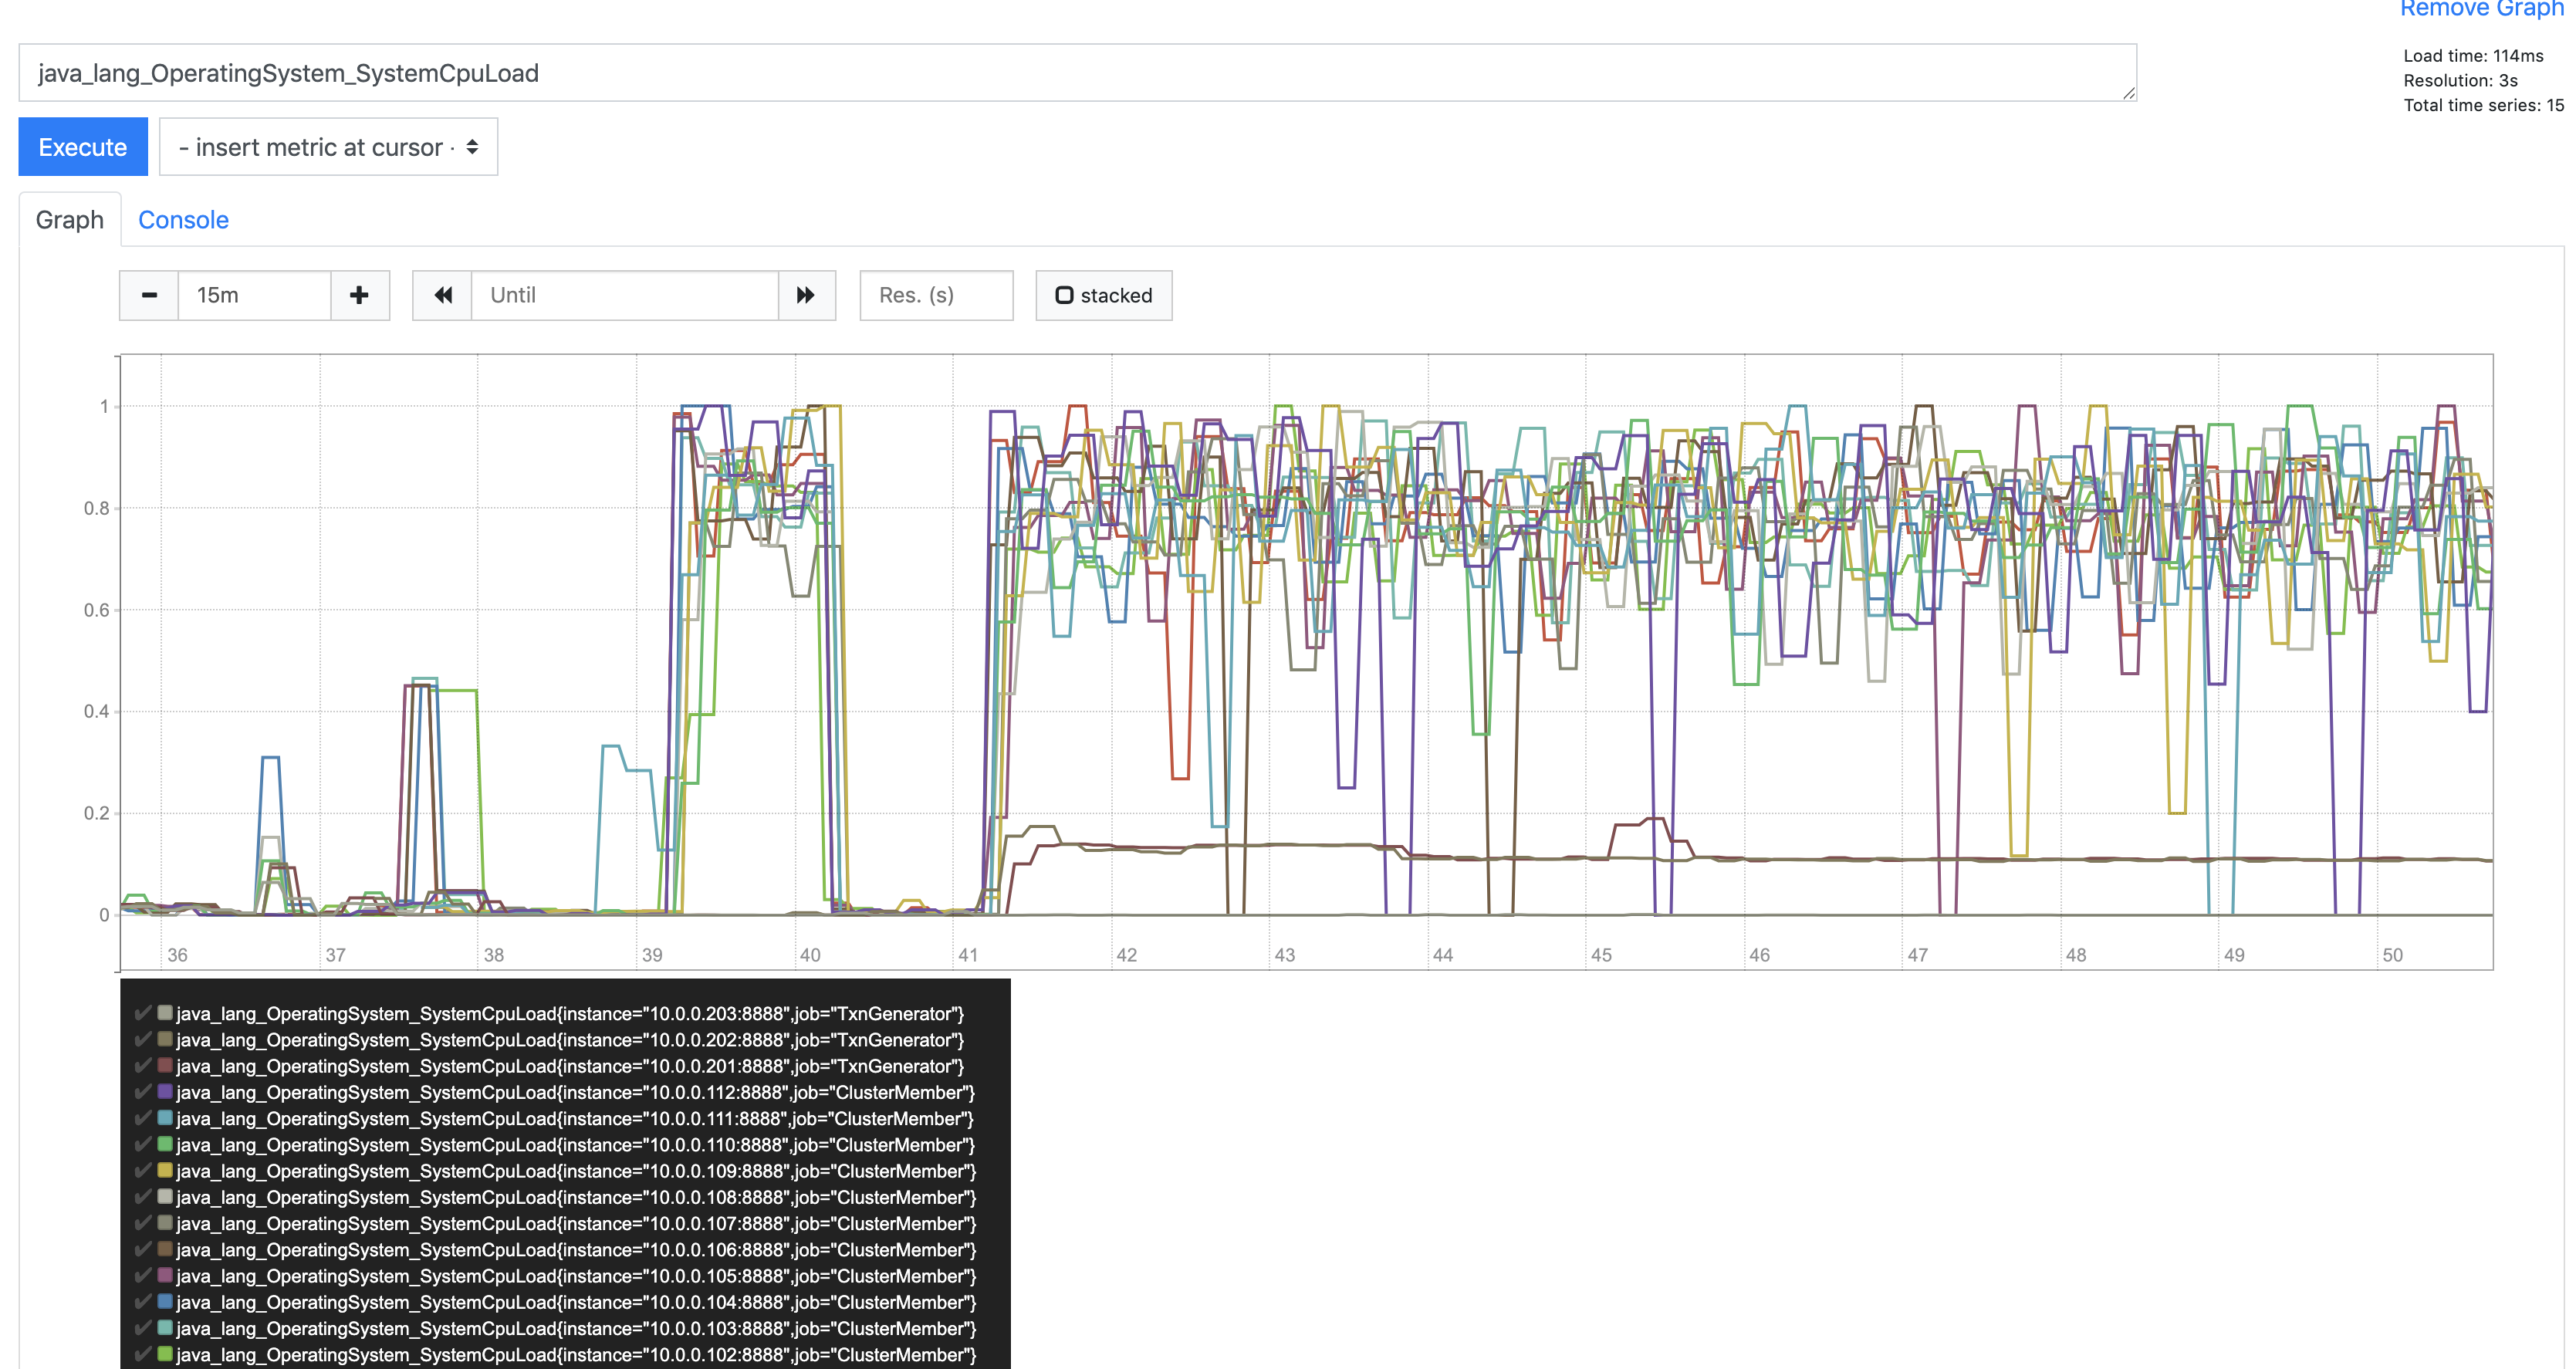 Remove Graph
java_lang_OperatingSystem_SystemCpuLoad
Load time: 114ms
Resolution: 3s
Total time series: 15
Execute
- insert metric at cursor -
Graph
Console
15m
Until
Res. (s)
stacked
1
0.8
0.6
0.4
0.2
0
36 37 38 39 40 41 42 43 44 45 46 47 48 49 50
java_lang_OperatingSystem_SystemCpuLoad{instance="10.0.0.203:8888",job="TxnGenerator"}
java_lang_OperatingSystem_SystemCpuLoad{instance="10.0.0.202:8888",job="TxnGenerator"}
java_lang_OperatingSystem_SystemCpuLoad{instance="10.0.0.201:8888",job="TxnGenerator"}
java_lang_OperatingSystem_SystemCpuLoad{instance="10.0.0.112:8888",job="ClusterMember"}
java_lang_OperatingSystem_SystemCpuLoad{instance="10.0.0.111:8888",job="ClusterMember"}
java_lang_OperatingSystem_SystemCpuLoad{instance="10.0.0.110:8888",job="ClusterMember"}
java_lang_OperatingSystem_SystemCpuLoad{instance="10.0.0.109:8888",job="ClusterMember"}
java_lang_OperatingSystem_SystemCpuLoad{instance="10.0.0.108:8888",job="ClusterMember"}
java_lang_OperatingSystem_SystemCpuLoad{instance="10.0.0.107:8888",job="ClusterMember"}
java_lang_OperatingSystem_SystemCpuLoad{instance="10.0.0.106:8888",job="ClusterMember"}
java_lang_OperatingSystem_SystemCpuLoad{instance="10.0.0.105:8888",job="ClusterMember"}
java_lang_OperatingSystem_SystemCpuLoad{instance="10.0.0.104:8888",job="ClusterMember"}
java_lang_OperatingSystem_SystemCpuLoad{instance="10.0.0.103:8888",job="ClusterMember"}
java_lang_OperatingSystem_SystemCpuLoad{instance="10.0.0.102:8888",job="ClusterMember"}